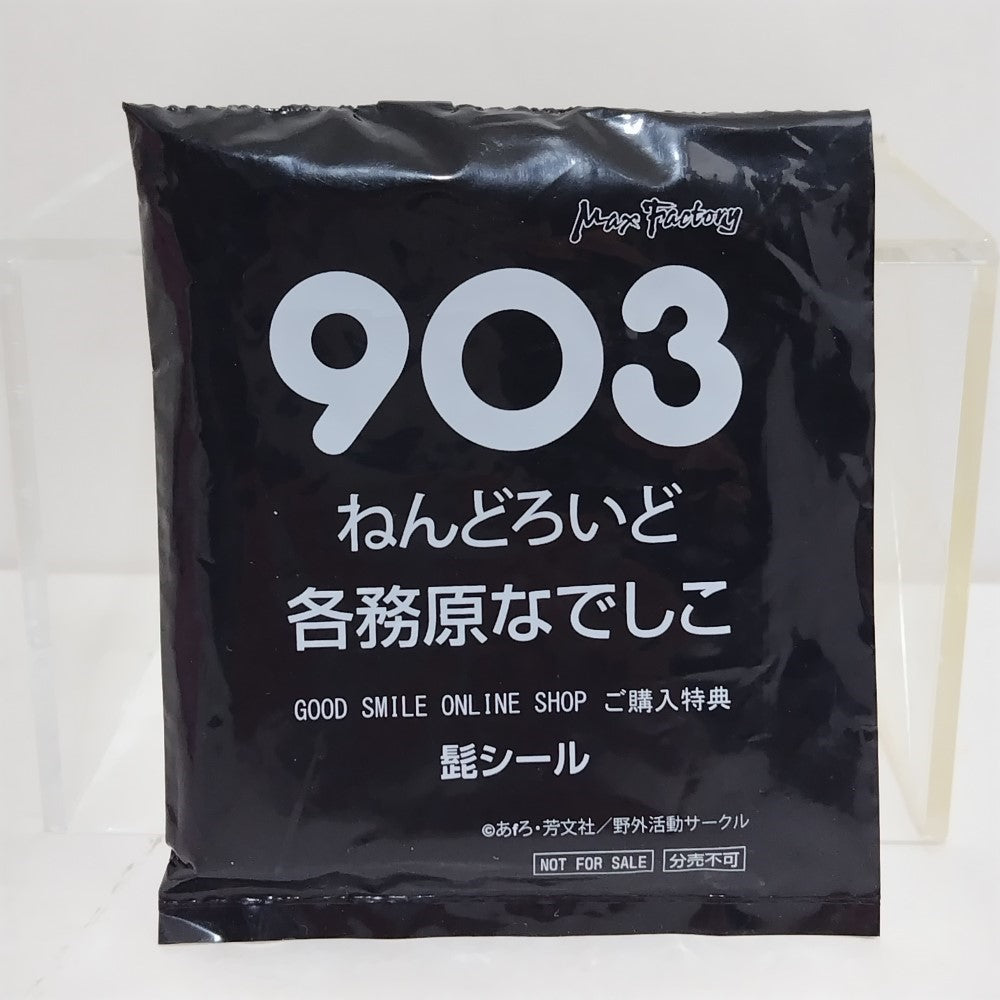 Max Factory
903
ねんどろいど
各務原なでしこ
GOOD SMILE ONLINE SHOP ご購入特典
髭シール
©あfろ・芳文社／野外活動サークル
NOT FOR SALE 分売不可